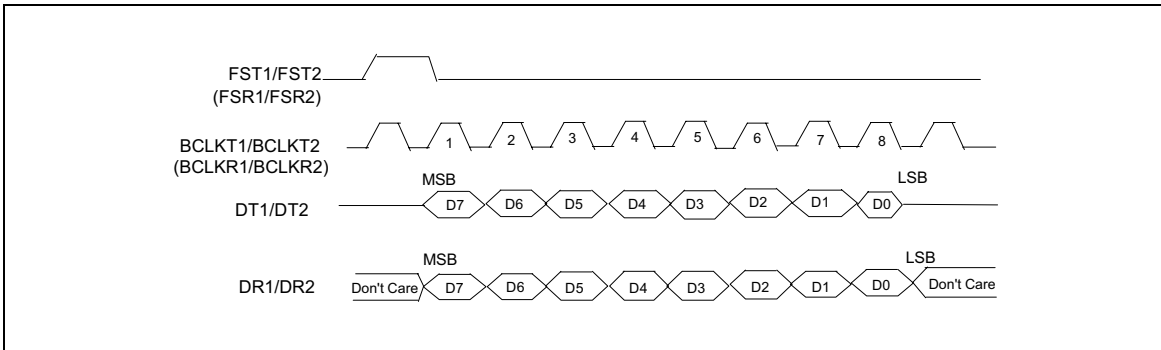 FST1/FST2
(FSR1/FSR2)
BCLKT1/BCLKT2
(BCLKR1/BCLKR2)
1 2 3 4 5 6 7 8
MSB LSB
DT1/DT2
D7 D6 D5 D4 D3 D2 D1 D0
MSB LSB
DR1/DR2
Don't Care D7 D6 D5 D4 D3 D2 D1 D0 Don't Care